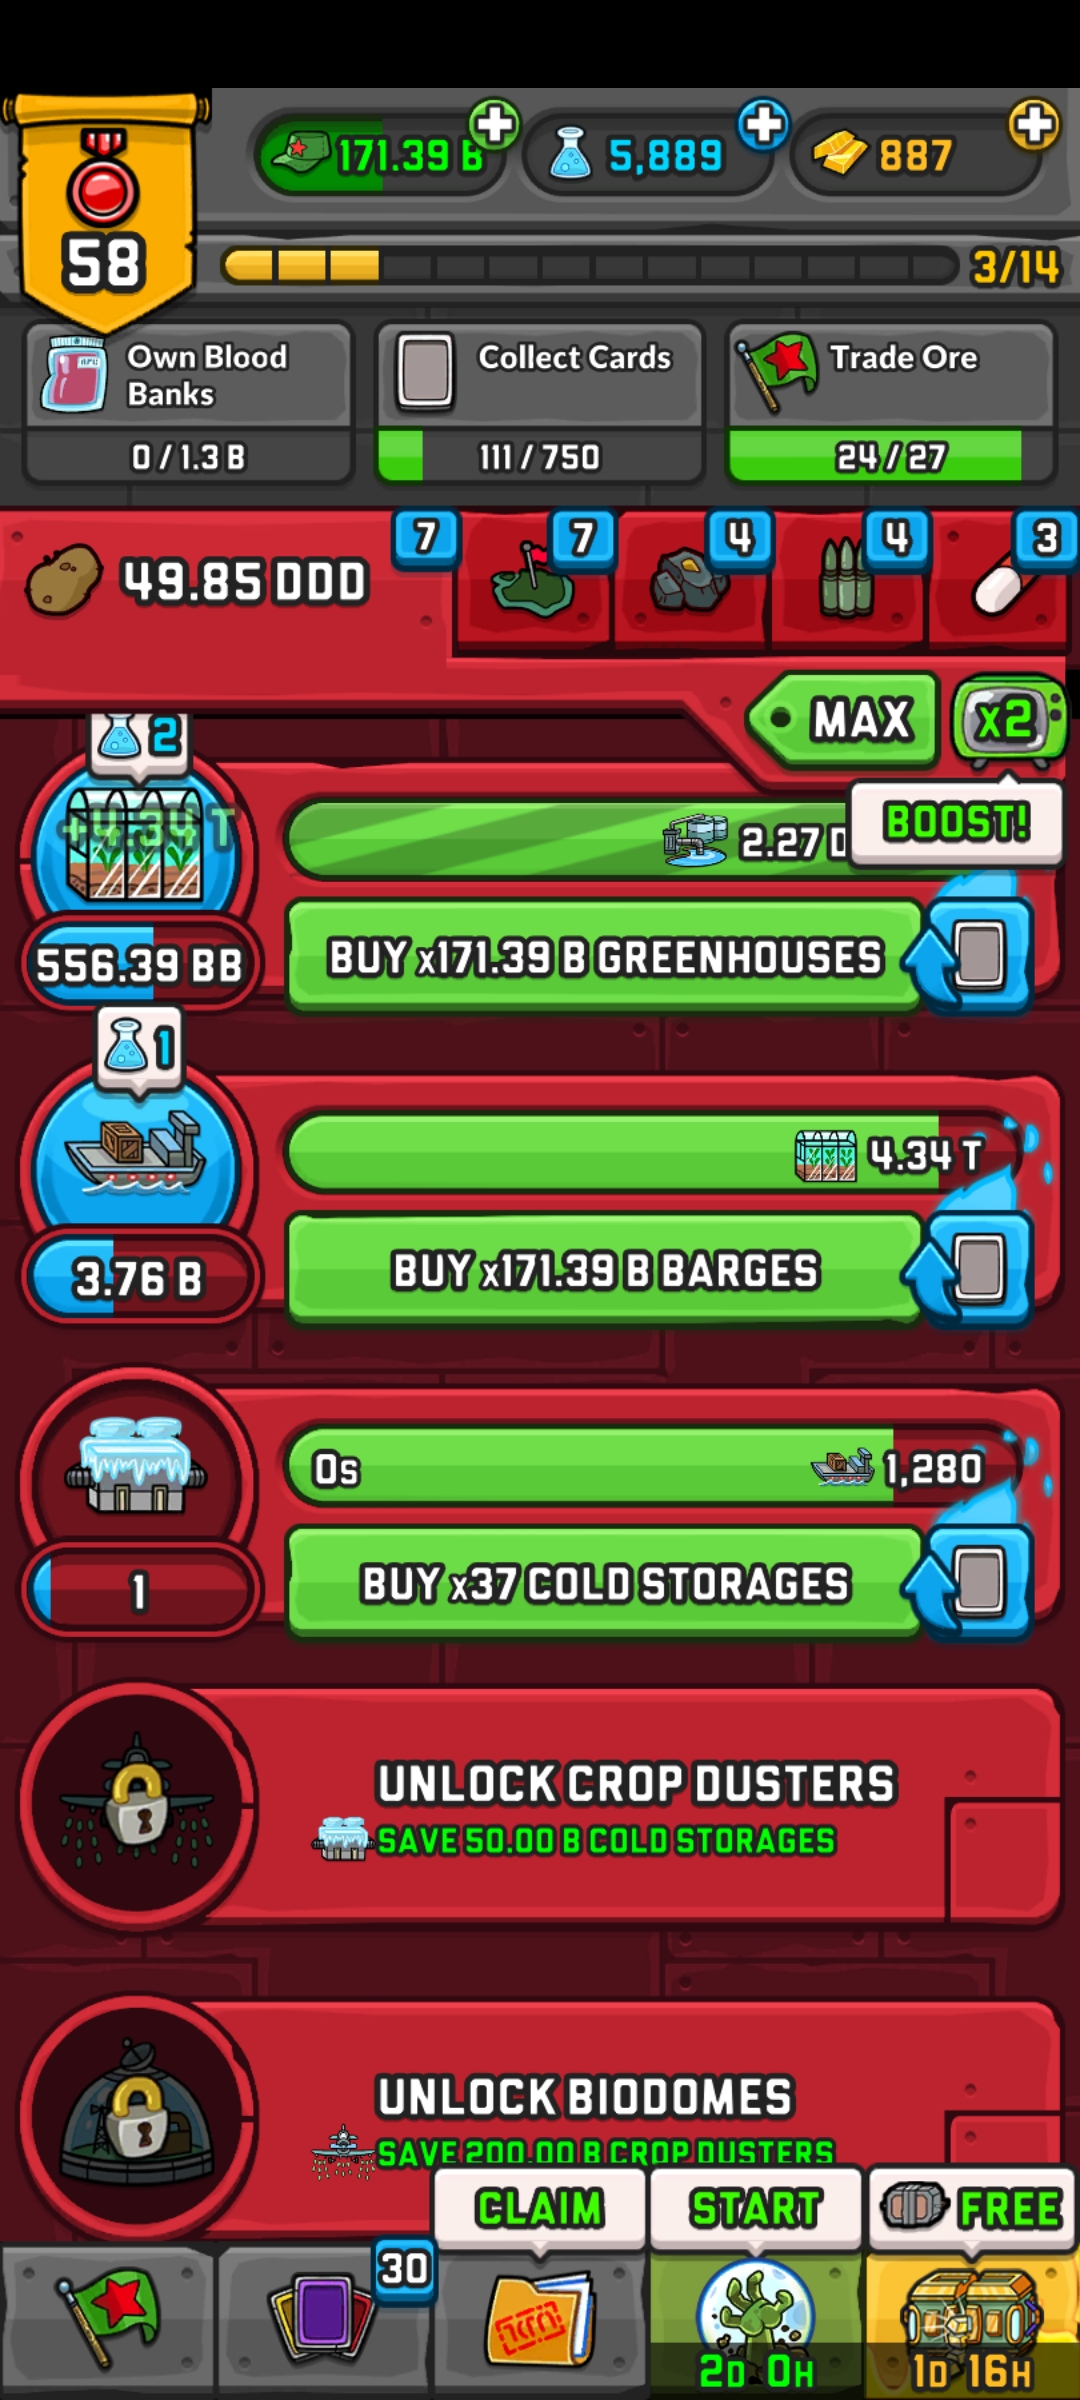 171.39 B
5,889
887
58
3/14
Own Blood Banks
0 / 1.3 B
Collect Cards
111 / 750
Trade Ore
24 / 27
49.85 DDD
7
7
4
4
3
MAX
x2
BOOST!
2
+4.34 T
2.27
556.39 BB
BUY x171.39 B GREENHOUSES
1
4.34 T
3.76 B
BUY x171.39 B BARGES
0s
1,280
1
BUY x37 COLD STORAGES
UNLOCK CROP DUSTERS
SAVE 50.00 B COLD STORAGES
UNLOCK BIODOMES
SAVE 200.00 B CROP DUSTERS
CLAIM
START
FREE
30
2D 0H
1D 16H